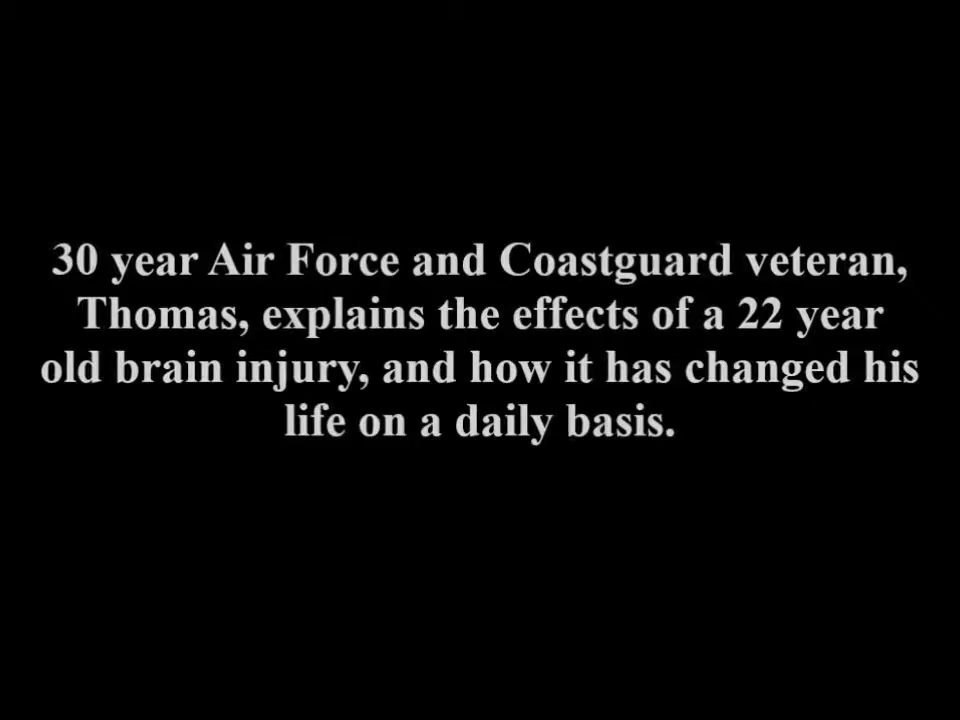 30 year Air Force and Coastguard veteran,
Thomas, explains the effects of a 22 year
old brain injury, and how it has changed his
life on a daily basis.